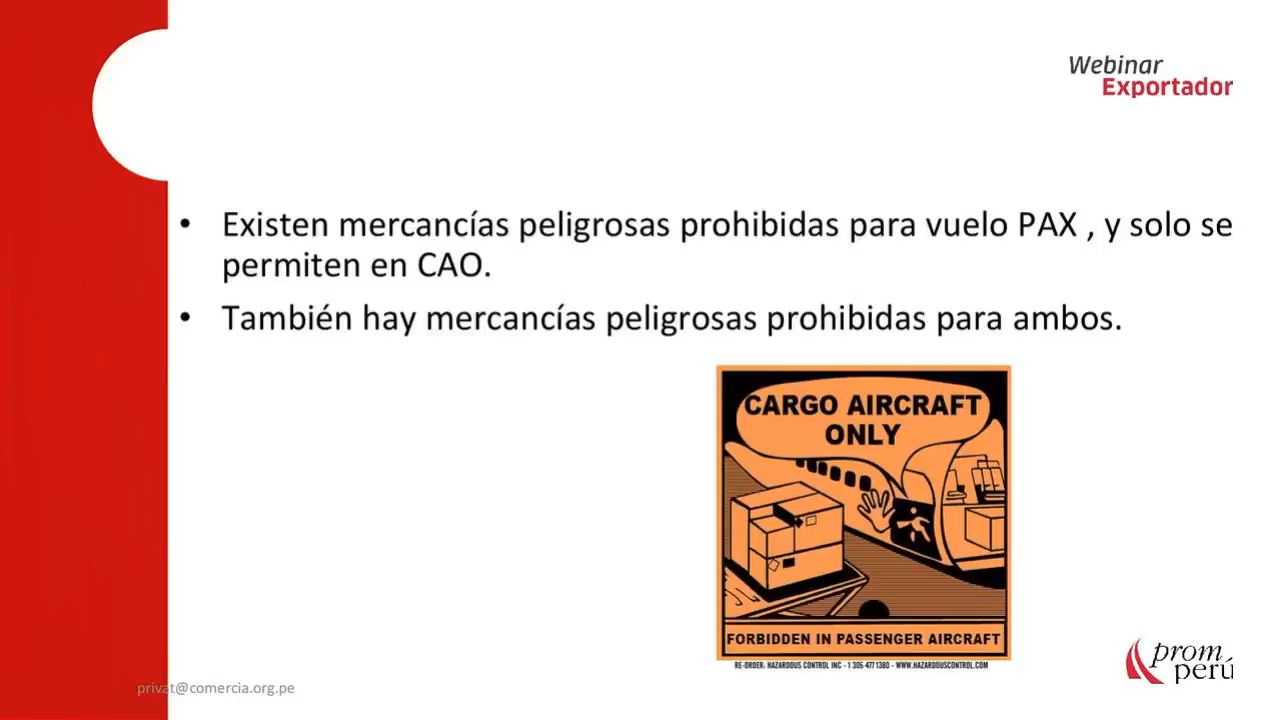 Webinar
Exportador
• Existen mercancías peligrosas prohibidas para vuelo PAX , y solo se
permiten en CAO.
• También hay mercancías peligrosas prohibidas para ambos.
CARGO AIRCRAFT
ONLY
FORBIDDEN IN PASSENGER AIRCRAFT
RE-ORDER: HAZARDOUS CONTROL INC - 1 305 477 1380 - WWW.HAZARDOUSCONTROL.COM
prom
perú
privat@comercia.org.pe